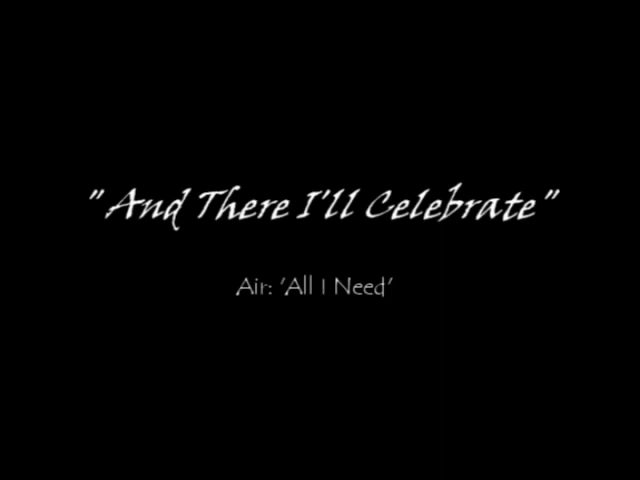 "And There I'll Celebrate"
Air: 'All I Need'